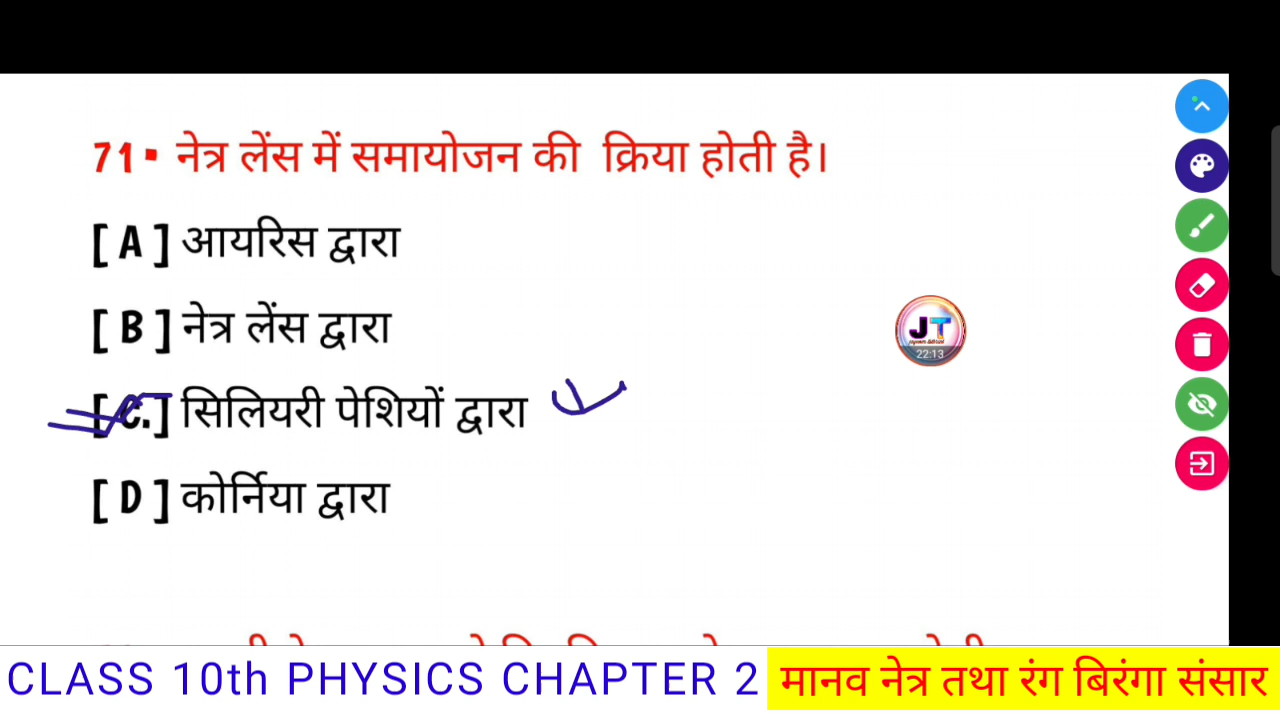 71• नेत्र लेंस में समायोजन की क्रिया होती है।
[ A ] आयरिस द्वारा
[ B ] नेत्र लेंस द्वारा
[ C.] सिलियरी पेशियों द्वारा
[ D ] कोर्निया द्वारा
JT
22:13
CLASS 10th PHYSICS CHAPTER 2 मानव नेत्र तथा रंग बिरंगा संसार